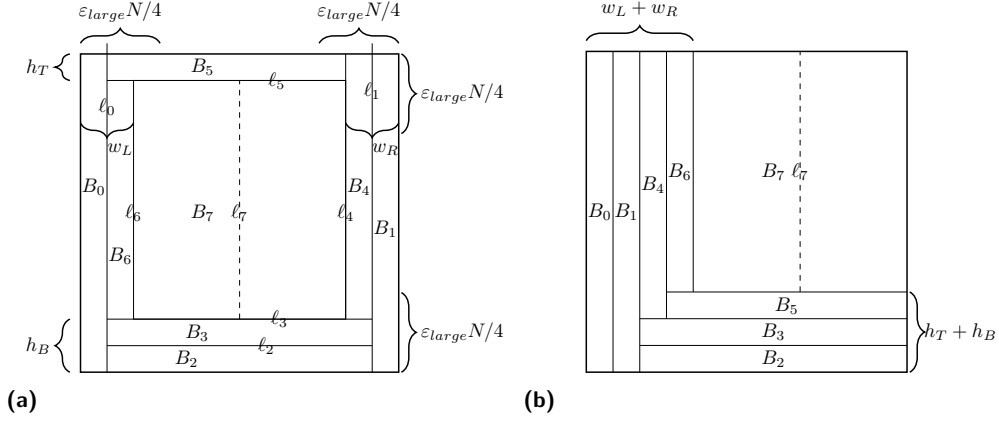 ε_large N/4 ε_large N/4 w_L + w_R
h_T B_5 ℓ_5 ℓ_1 ε_large N/4
ℓ_0
w_L w_R
B_0 B_4 B_4 B_6 B_7 ℓ_7
ℓ_6 B_7 ℓ_7 ℓ_4 B_1 B_0 B_1
B_6
ℓ_3 B_5
h_B B_3 ε_large N/4 B_3 h_T + h_B
ℓ_2
B_2 B_2
(a) (b)